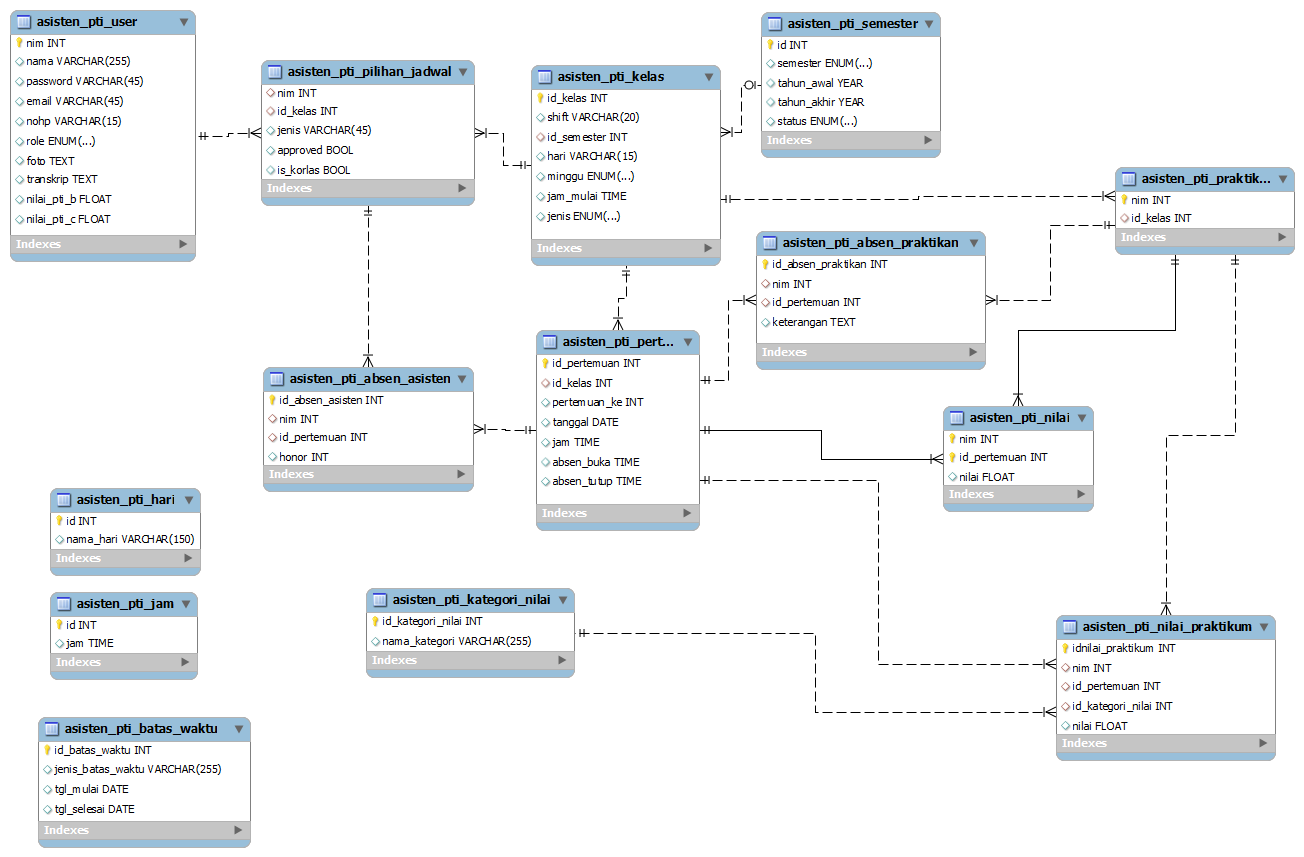 asisten_pti_user
nim INT
nama VARCHAR(255)
password VARCHAR(45)
email VARCHAR(45)
nohp VARCHAR(15)
role ENUM(...)
foto TEXT
transkrip TEXT
nilai_pti_b FLOAT
nilai_pti_c FLOAT
Indexes
asisten_pti_pilihan_jadwal
nim INT
id_kelas INT
jenis VARCHAR(45)
approved BOOL
is_korlas BOOL
Indexes
asisten_pti_kelas
id_kelas INT
shift VARCHAR(20)
id_semester INT
hari VARCHAR(15)
minggu ENUM(...)
jam_mulai TIME
jenis ENUM(...)
Indexes
asisten_pti_semester
id INT
semester ENUM(...)
tahun_awal YEAR
tahun_akhir YEAR
status ENUM(...)
Indexes
asisten_pti_praktik...
nim INT
id_kelas INT
Indexes
asisten_pti_absen_praktikan
id_absen_praktikan INT
nim INT
id_pertemuan INT
keterangan TEXT
Indexes
asisten_pti_pert...
id_pertemuan INT
id_kelas INT
pertemuan_ke INT
tanggal DATE
jam TIME
absen_buka TIME
absen_tutup TIME
Indexes
asisten_pti_absen_asisten
id_absen_asisten INT
nim INT
id_pertemuan INT
honor INT
Indexes
asisten_pti_nilai
nim INT
id_pertemuan INT
nilai FLOAT
Indexes
asisten_pti_hari
id INT
nama_hari VARCHAR(150)
Indexes
asisten_pti_jam
id INT
jam TIME
Indexes
asisten_pti_kategori_nilai
id_kategori_nilai INT
nama_kategori VARCHAR(255)
Indexes
asisten_pti_nilai_praktikum
idnilai_praktikum INT
nim INT
id_pertemuan INT
id_kategori_nilai INT
nilai FLOAT
Indexes
asisten_pti_batas_waktu
id_batas_waktu INT
jenis_batas_waktu VARCHAR(255)
tgl_mulai DATE
tgl_selesai DATE
Indexes